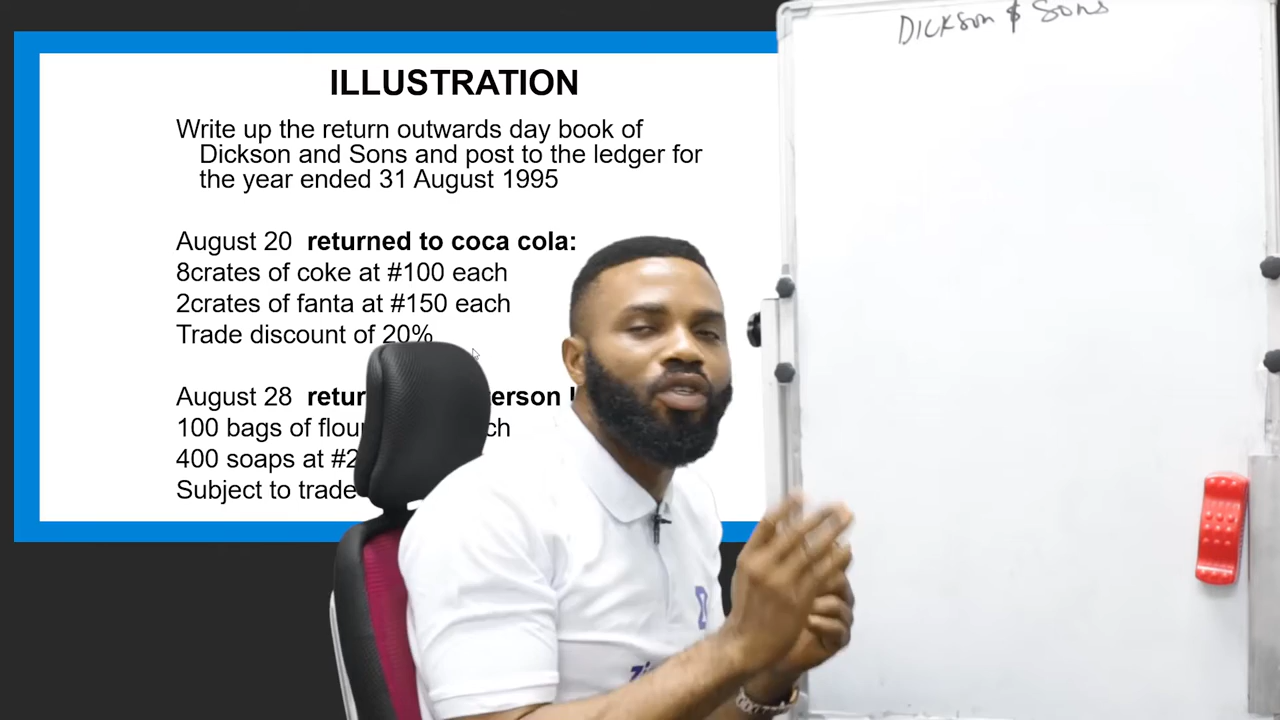 ILLUSTRATION
Write up the return outwards day book of
Dickson and Sons and post to the ledger for
the year ended 31 August 1995
August 20 returned to coca cola:
8crates of coke at #100 each
2crates of fanta at #150 each
Trade discount of 20%
August 28
100 bags of
400 soaps at
Subject to trade
Dickson & Sons